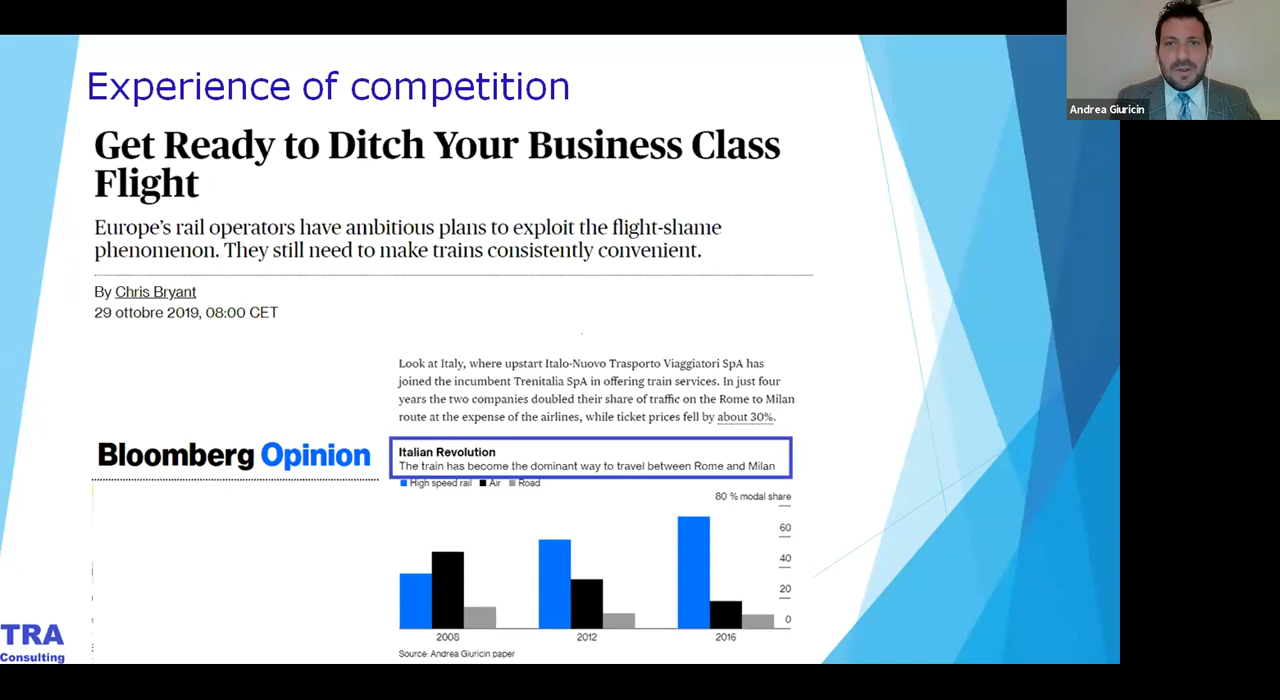 Experience of competition
Andrea Giuricin
Get Ready to Ditch Your Business Class
Flight
Europe's rail operators have ambitious plans to exploit the flight-shame
phenomenon. They still need to make trains consistently convenient.
By Chris Bryant
29 ottobre 2019, 08:00 CET
Look at Italy, where upstart Italo-Nuovo Trasporto Viaggiatori SpA has
joined the incumbent Trenitalia SpA in offering train services. In just four
years the two companies doubled their share of traffic on the Rome to Milan
route at the expense of the airlines, while ticket prices fell by about 30%.
Bloomberg Opinion
Italian Revolution
The train has become the dominant way to travel between Rome and Milan
High speed rail Air Road
80 % modal share
60
40
20
0
2008 2012 2016
Source: Andrea Giuricin paper
TRA
Consulting